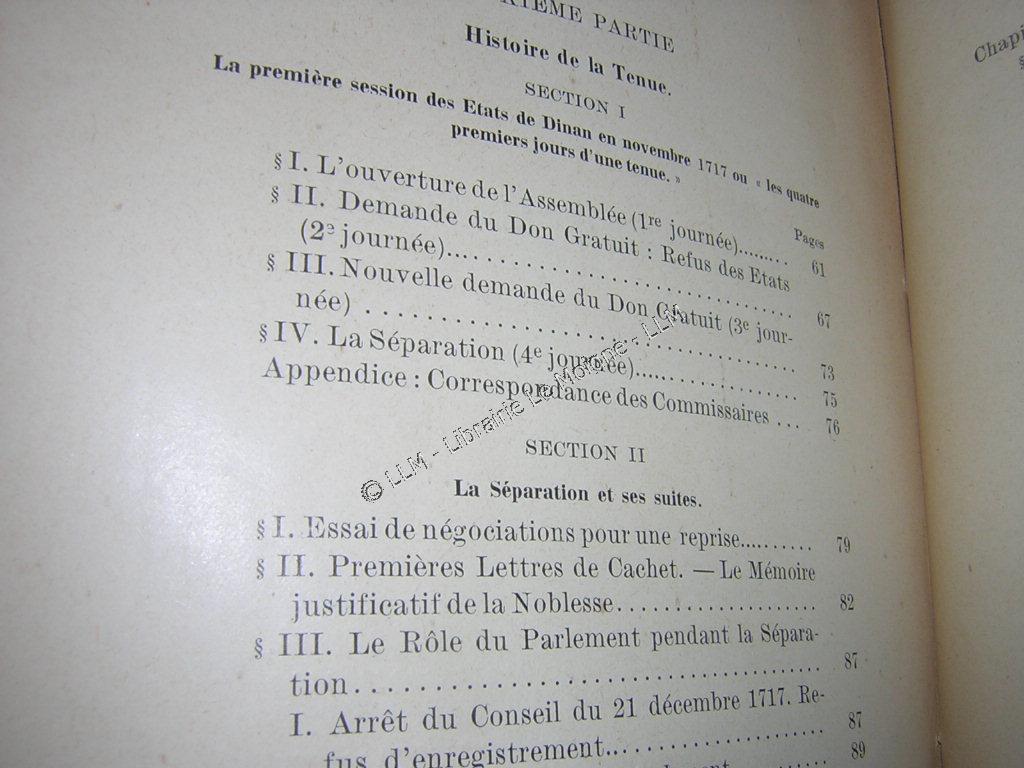 XIÈME PARTIE
Histoire de la Tenue.
SECTION I
La première session des Etats de Dinan en novembre 1717 ou « les quatre
premiers jours d'une tenue. »
Pages
§ I. L'ouverture de l'Assemblée (1re journée)......... 61
§ II. Demande du Don Gratuit : Refus des Etats
(2e journée)........................... 67
§ III. Nouvelle demande du Don Gratuit (3e jour-
née) ............................... 73
§ IV. La Séparation (4e journée)................ 75
Appendice : Correspondance des Commissaires ... 76
SECTION II
La Séparation et ses suites.
§ I. Essai de négociations pour une reprise.......... 79
§ II. Premières Lettres de Cachet. — Le Mémoire
justificatif de la Noblesse.................... 82
§ III. Le Rôle du Parlement pendant la Sépara-
tion................................... 87
I. Arrêt du Conseil du 21 décembre 1717. Re-
fus d'enregistrement.................. 87
89
Chapi
§
© LLM - Librairie Le Moigne - LLM